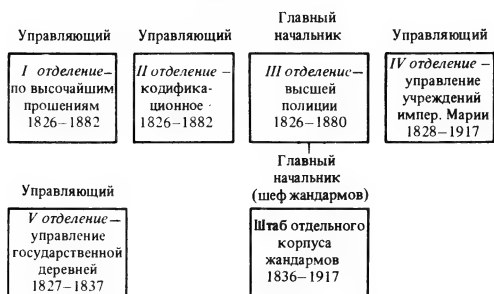 Управляющий
I отделение—
по высочайшим
прошениям
1826—1882
Управляющий
II отделение —
кодифика-
ционное
1826—1882
Главный
начальник
III отделение—
высшей
полиции
1826—1880
Управляющий
IV отделение —
управление
учреждений
импер. Марии
1828—1917
Управляющий
V отделение—
управление
государственной
деревней
1827—1837
Главный
начальник
(шеф жандармов)
Штаб отдельного
корпуса
жандармов
1836—1917